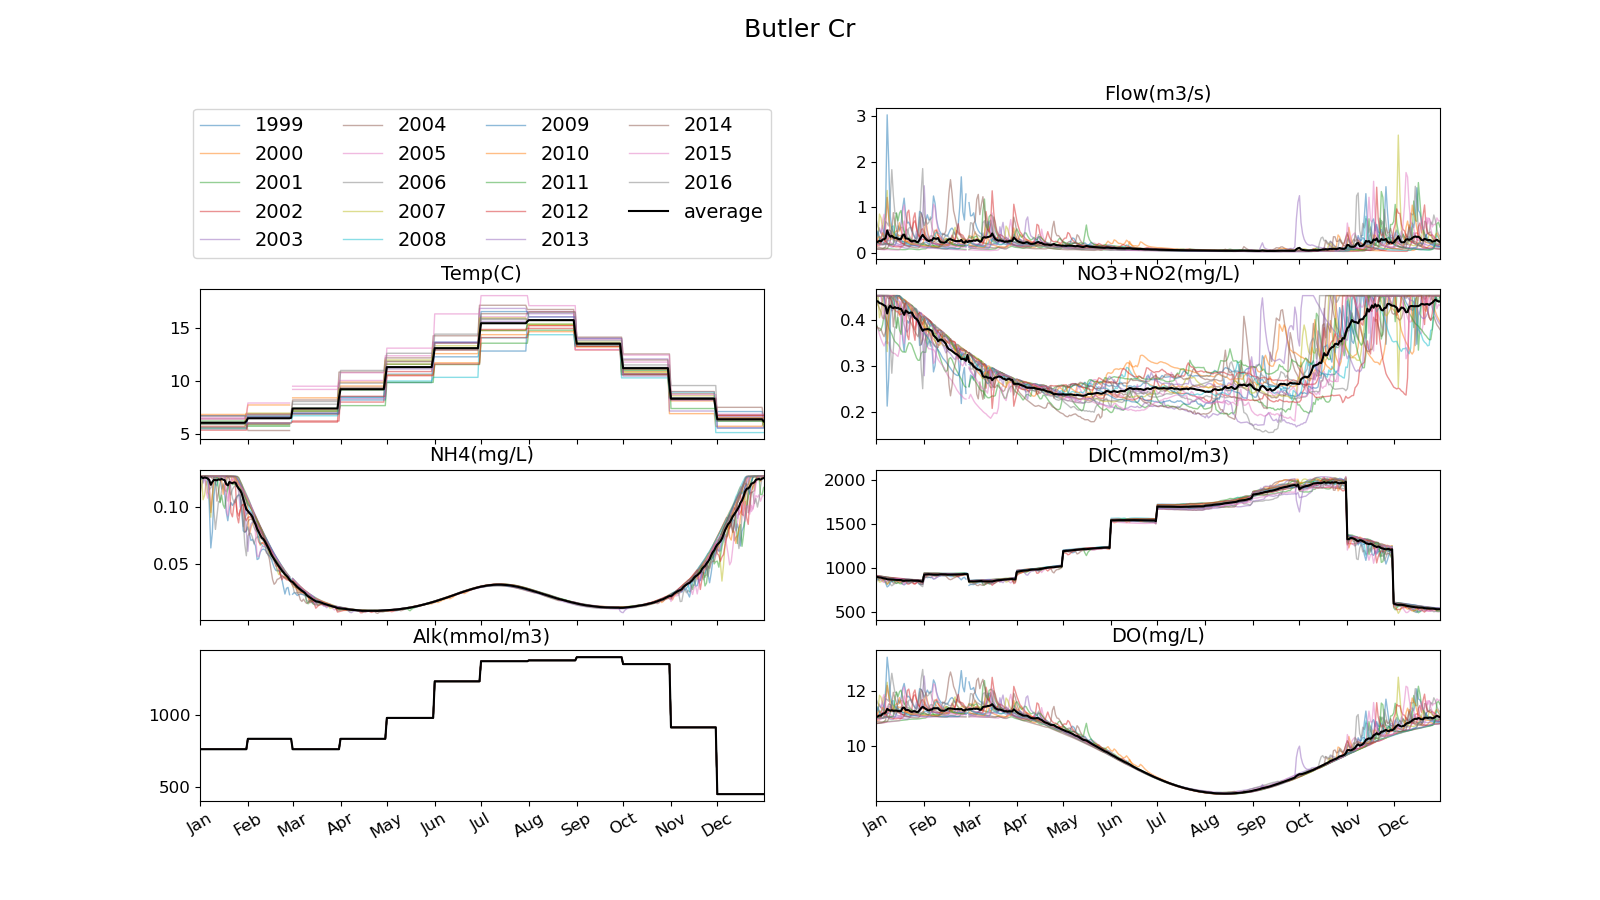 Butler Cr
1999 2004 2009 2014
2000 2005 2010 2015
2001 2006 2011 2016
2002 2007 2012 average
2003 2008 2013
Flow(m3/s)
3
2
1
0
Temp(C)
15
10
5
NO3+NO2(mg/L)
0.4
0.3
0.2
NH4(mg/L)
0.10
0.05
DIC(mmol/m3)
2000
1500
1000
500
Alk(mmol/m3)
1000
500
Jan Feb Mar Apr May Jun Jul Aug Sep Oct Nov Dec
DO(mg/L)
12
10
Jan Feb Mar Apr May Jun Jul Aug Sep Oct Nov Dec